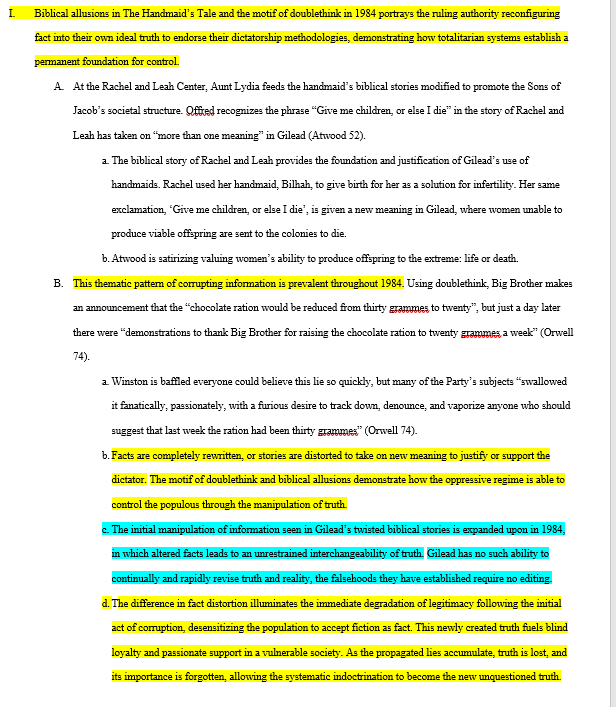 I. Biblical allusions in The Handmaid's Tale and the motif of doublethink in 1984 portrays the ruling authority reconfiguring
fact into their own ideal truth to endorse their dictatorship methodologies, demonstrating how totalitarian systems establish a
permanent foundation for control.
A. At the Rachel and Leah Center, Aunt Lydia feeds the handmaid's biblical stories modified to promote the Sons of
Jacob's societal structure. Offred recognizes the phrase “Give me children, or else I die” in the story of Rachel and
Leah has taken on “more than one meaning” in Gilead (Atwood 52).
a. The biblical story of Rachel and Leah provides the foundation and justification of Gilead's use of
handmaids. Rachel used her handmaid, Bilhah, to give birth for her as a solution for infertility. Her same
exclamation, ‘Give me children, or else I die’, is given a new meaning in Gilead, where women unable to
produce viable offspring are sent to the colonies to die.
b. Atwood is satirizing valuing women's ability to produce offspring to the extreme: life or death.
B. This thematic pattern of corrupting information is prevalent throughout 1984. Using doublethink, Big Brother makes
an announcement that the “chocolate ration would be reduced from thirty grammes to twenty”, but just a day later
there were “demonstrations to thank Big Brother for raising the chocolate ration to twenty grammes a week” (Orwell
74).
a. Winston is baffled everyone could believe this lie so quickly, but many of the Party's subjects “swallowed
it fanatically, passionately, with a furious desire to track down, denounce, and vaporize anyone who should
suggest that last week the ration had been thirty grammes” (Orwell 74).
b. Facts are completely rewritten, or stories are distorted to take on new meaning to justify or support the
dictator. The motif of doublethink and biblical allusions demonstrate how the oppressive regime is able to
control the populous through the manipulation of truth.
c. The initial manipulation of information seen in Gilead's twisted biblical stories is expanded upon in 1984,
in which altered facts leads to an unrestrained interchangeability of truth. Gilead has no such ability to
continually and rapidly revise truth and reality, the falsehoods they have established require no editing.
d. The difference in fact distortion illuminates the immediate degradation of legitimacy following the initial
act of corruption, desensitizing the population to accept fiction as fact. This newly created truth fuels blind
loyalty and passionate support in a vulnerable society. As the propagated lies accumulate, truth is lost, and
its importance is forgotten, allowing the systematic indoctrination to become the new unquestioned truth.